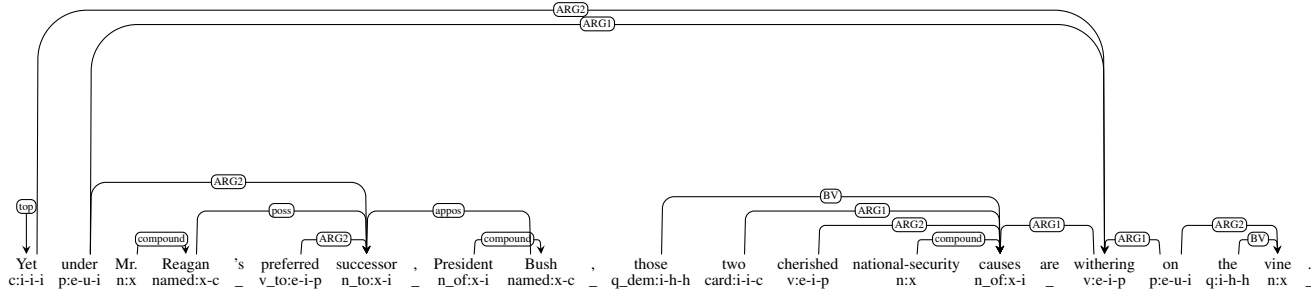 ARG2
ARG1
ARG2
BV
top
poss
appos
ARG1
ARG2
ARG1
ARG2
compound
ARG2
compound
compound
ARG1
BV
Yet under Mr. Reagan 's preferred successor , President Bush , those two cherished national-security causes are withering on the vine .
c:i-i-i p:e-u-i n:x named:x-c _ v_to:e-i-p n_to:x-i _ n_of:x-i named:x-c _ q_dem:i-h-h card:i-i-c v:e-i-p n:x n_of:x-i _ v:e-i-p p:e-u-i q:i-h-h n:x _